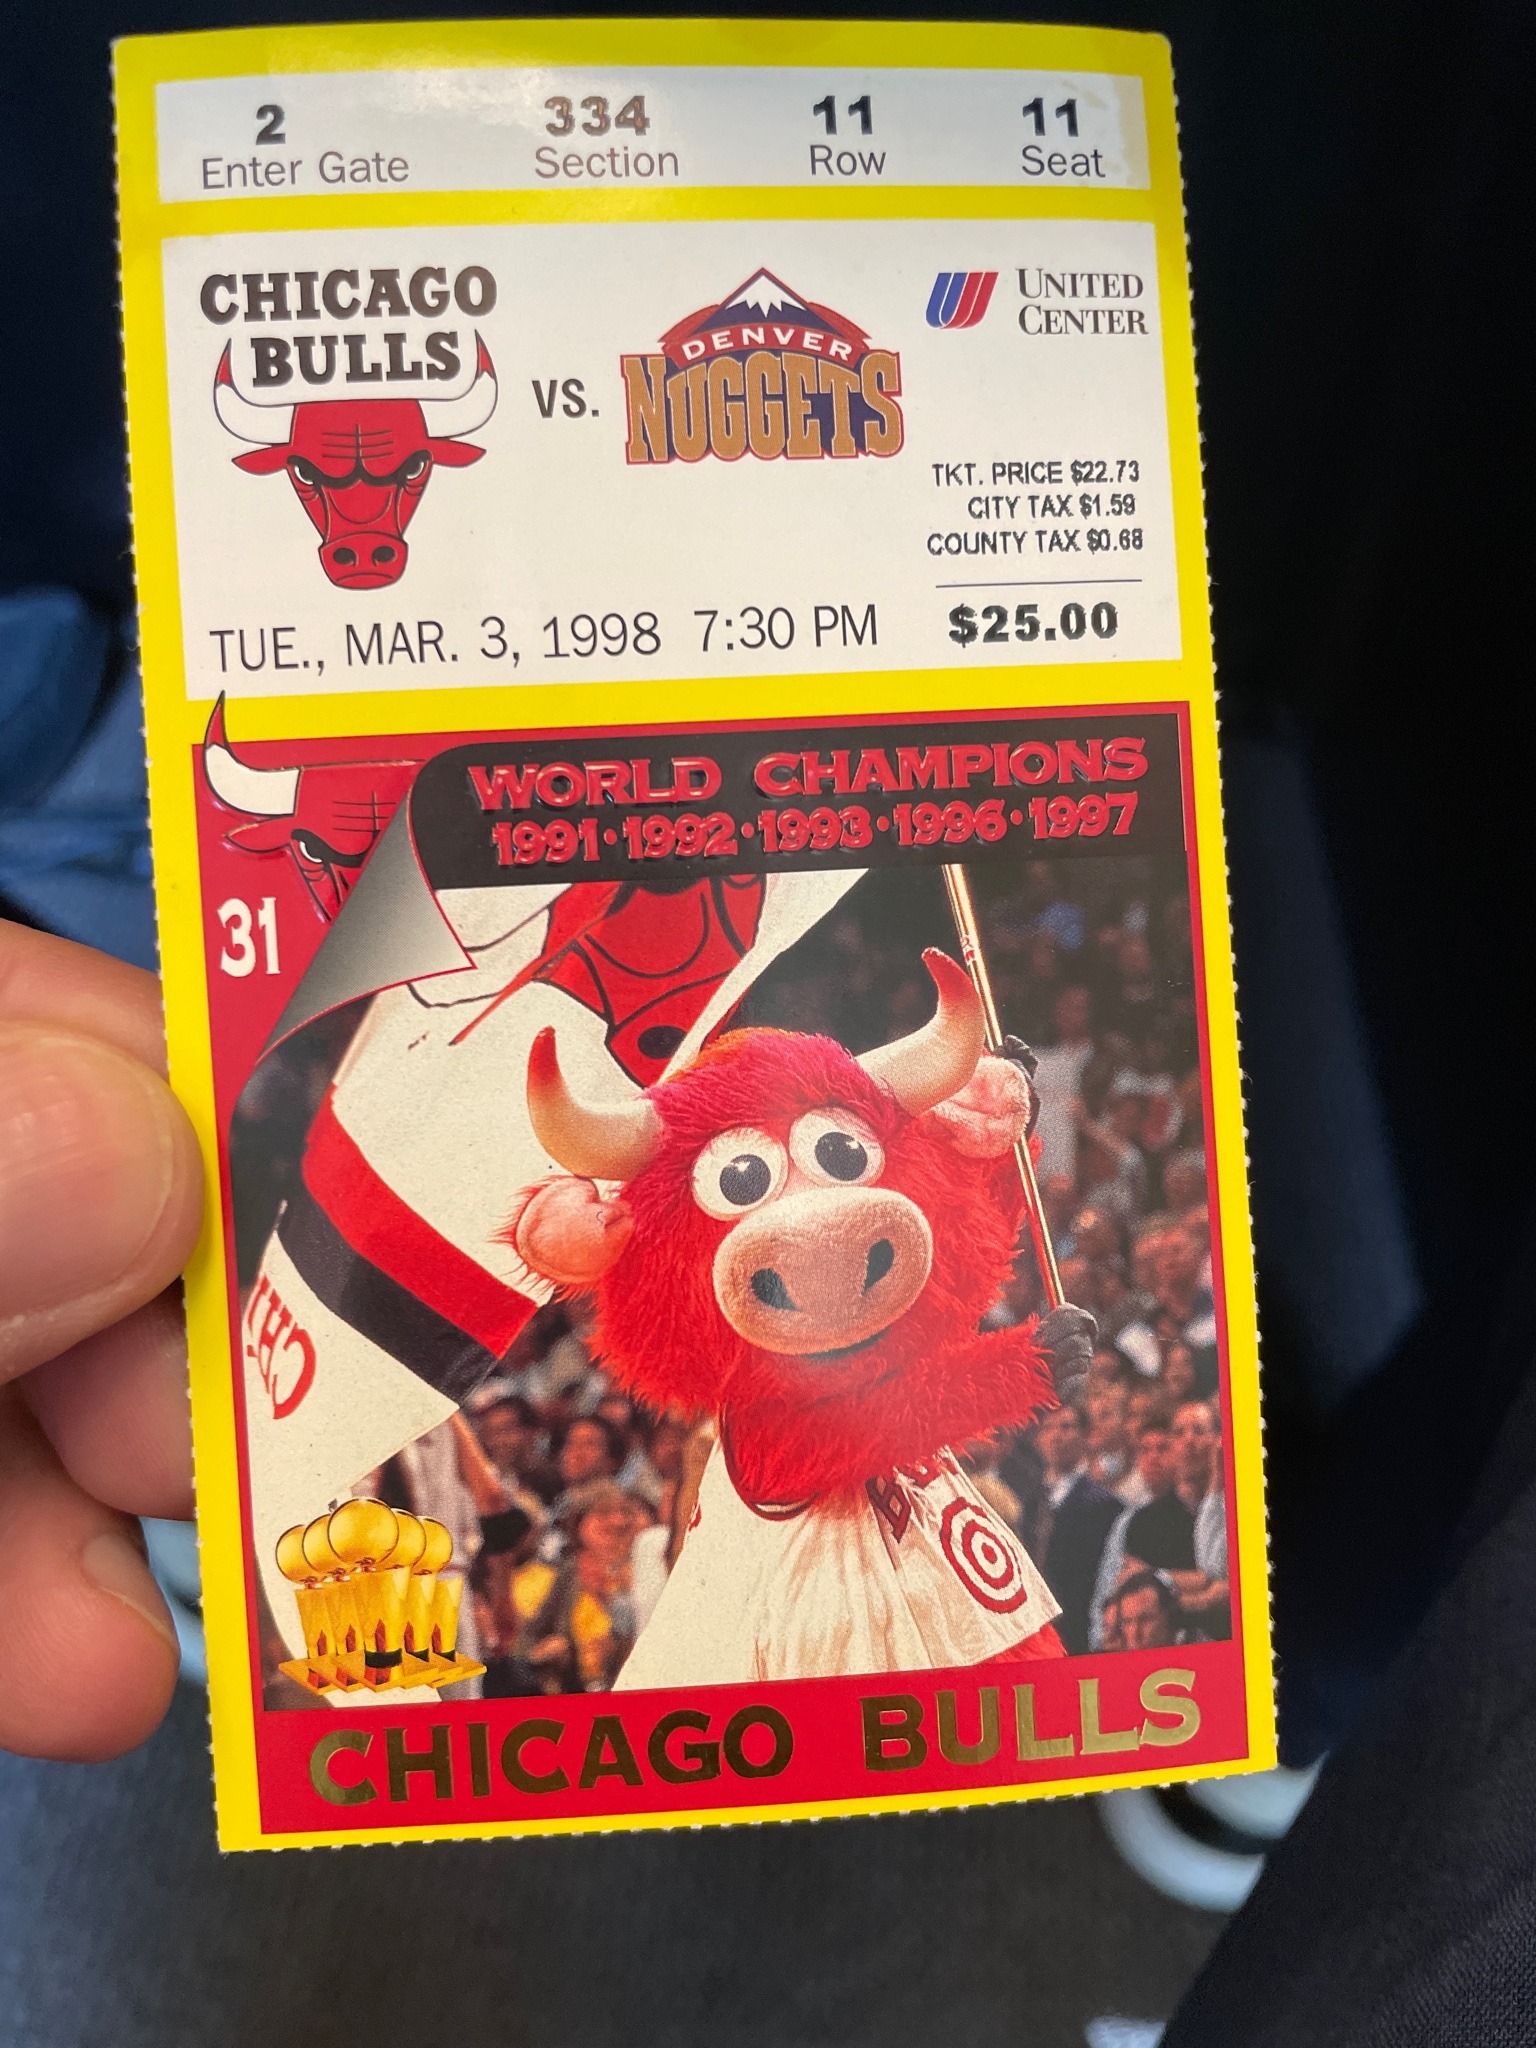 2 334 11 11
Enter Gate Section Row Seat
CHICAGO
BULLS
VS.
DENVER
NUGGETS
UNITED
CENTER
TKT. PRICE $22.73
CITY TAX $1.59
COUNTY TAX $0.68
$25.00
TUE., MAR. 3, 1998 7:30 PM
WORLD CHAMPIONS
1991·1992·1993·1996·1997
31
CHICAGO BULLS